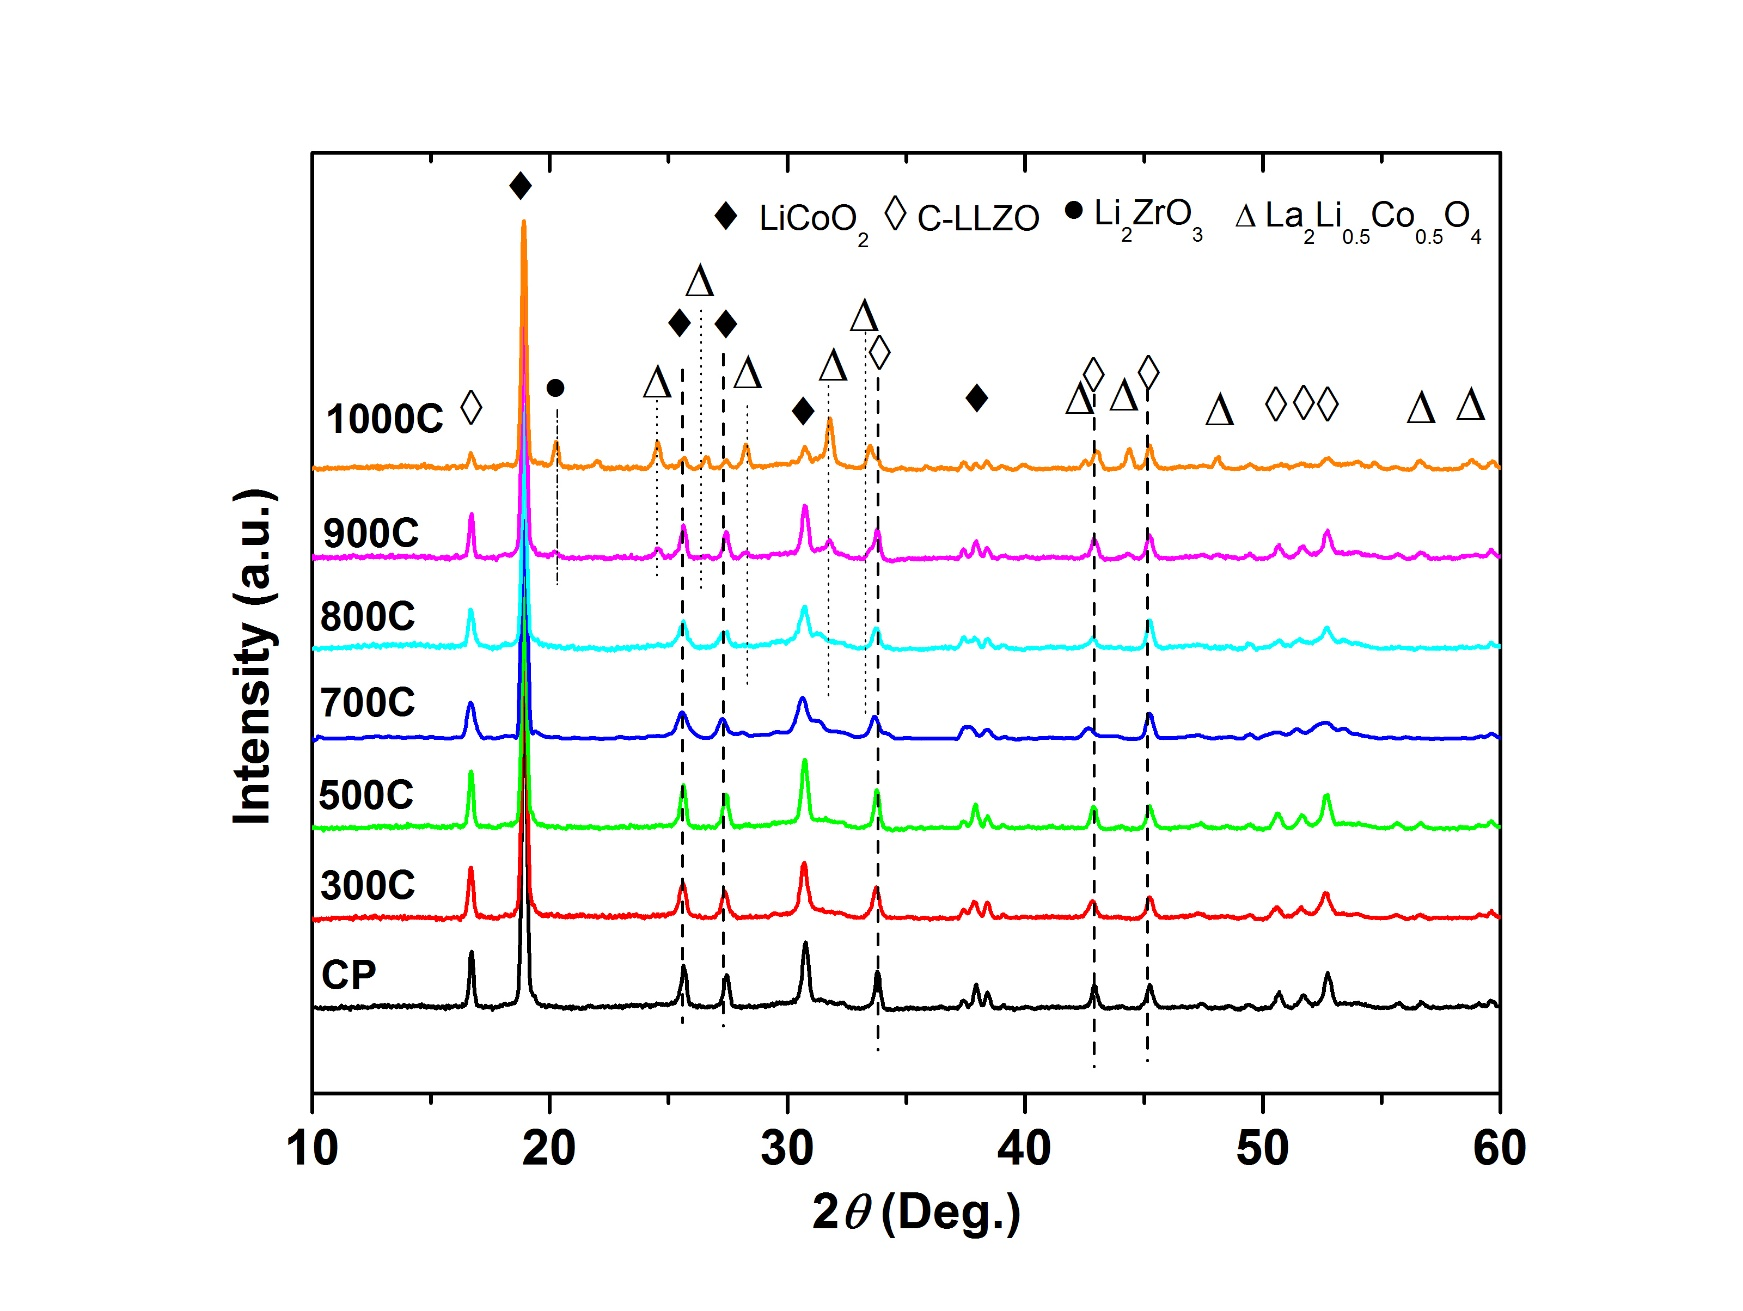 ◆ LiCoO₂ ◊ C-LLZO ● Li₂ZrO₃ Δ La₂Li₀.₅Co₀.₅O₄
1000C
900C
800C
700C
500C
300C
CP
Intensity (a.u.)
10 20 30 40 50 60
2θ (Deg.)